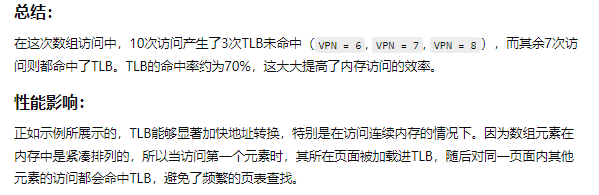 总结：
在这次数组访问中，10次访问产生了3次TLB未命中（VPN = 6, VPN = 7, VPN = 8），而其余7次访
问则都命中了TLB。TLB的命中率约为70%，这大大提高了内存访问的效率。
性能影响：
正如示例所展示的，TLB能够显著加快地址转换，特别是在访问连续内存的情况下。因为数组元素在
内存中是紧凑排列的，所以当访问第一个元素时，其所在页面被加载进TLB，随后对同一页面内其他
元素的访问都会命中TLB，避免了频繁的页表查找。